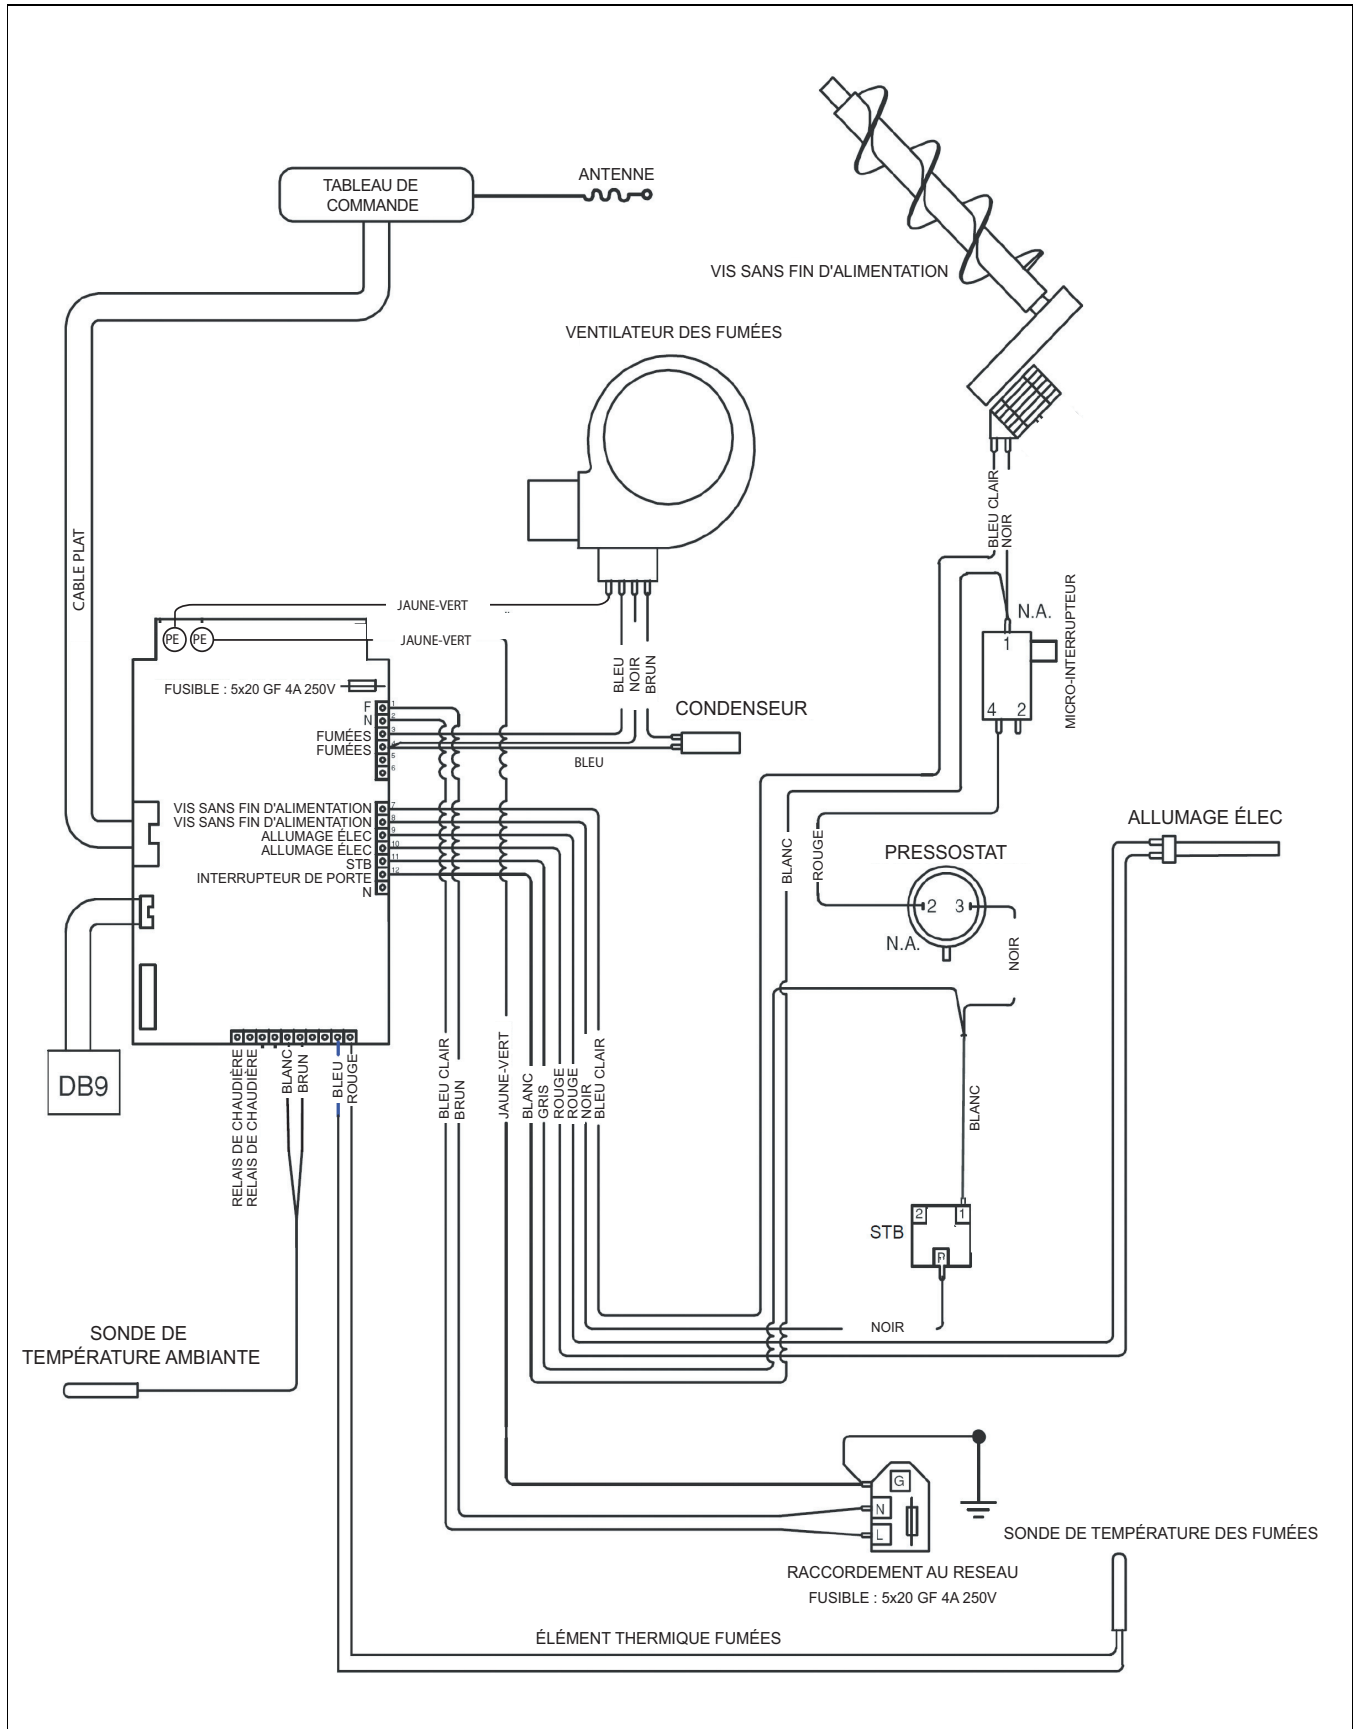 TABLEAU DE
COMMANDE
ANTENNE
VIS SANS FIN D'ALIMENTATION
VENTILATEUR DES FUMÉES
BLEU CLAIR
NOIR
CABLE PLAT
JAUNE-VERT
PE
PE
JAUNE-VERT
BLEU
NOIR
BRUN
N.A.
1
4
2
MICRO-INTERRUPTEUR
FUSIBLE : 5x20 GF 4A 250V
CONDENSEUR
F
1
N
2
FUMÉES
3
FUMÉES
4
5
6
BLEU
VIS SANS FIN D'ALIMENTATION
7
VIS SANS FIN D'ALIMENTATION
8
ALLUMAGE ÉLEC
9
ALLUMAGE ÉLEC
10
STB
11
INTERRUPTEUR DE PORTE
12
N
BLANC
ROUGE
ALLUMAGE ÉLEC
PRESSOSTAT
2
3
N.A.
NOIR
DB9
RELAIS DE CHAUDIÈRE
RELAIS DE CHAUDIÈRE
BLANC
BRUN
BLEU
ROUGE
BLEU CLAIR
BRUN
JAUNE-VERT
BLANC
GRIS
ROUGE
ROUGE
NOIR
BLEU CLAIR
BLANC
STB
2
1
P
NOIR
SONDE DE
TEMPÉRATURE AMBIANTE
G
N
L
RACCORDEMENT AU RESEAU
FUSIBLE : 5x20 GF 4A 250V
SONDE DE TEMPÉRATURE DES FUMÉES
ÉLÉMENT THERMIQUE FUMÉES